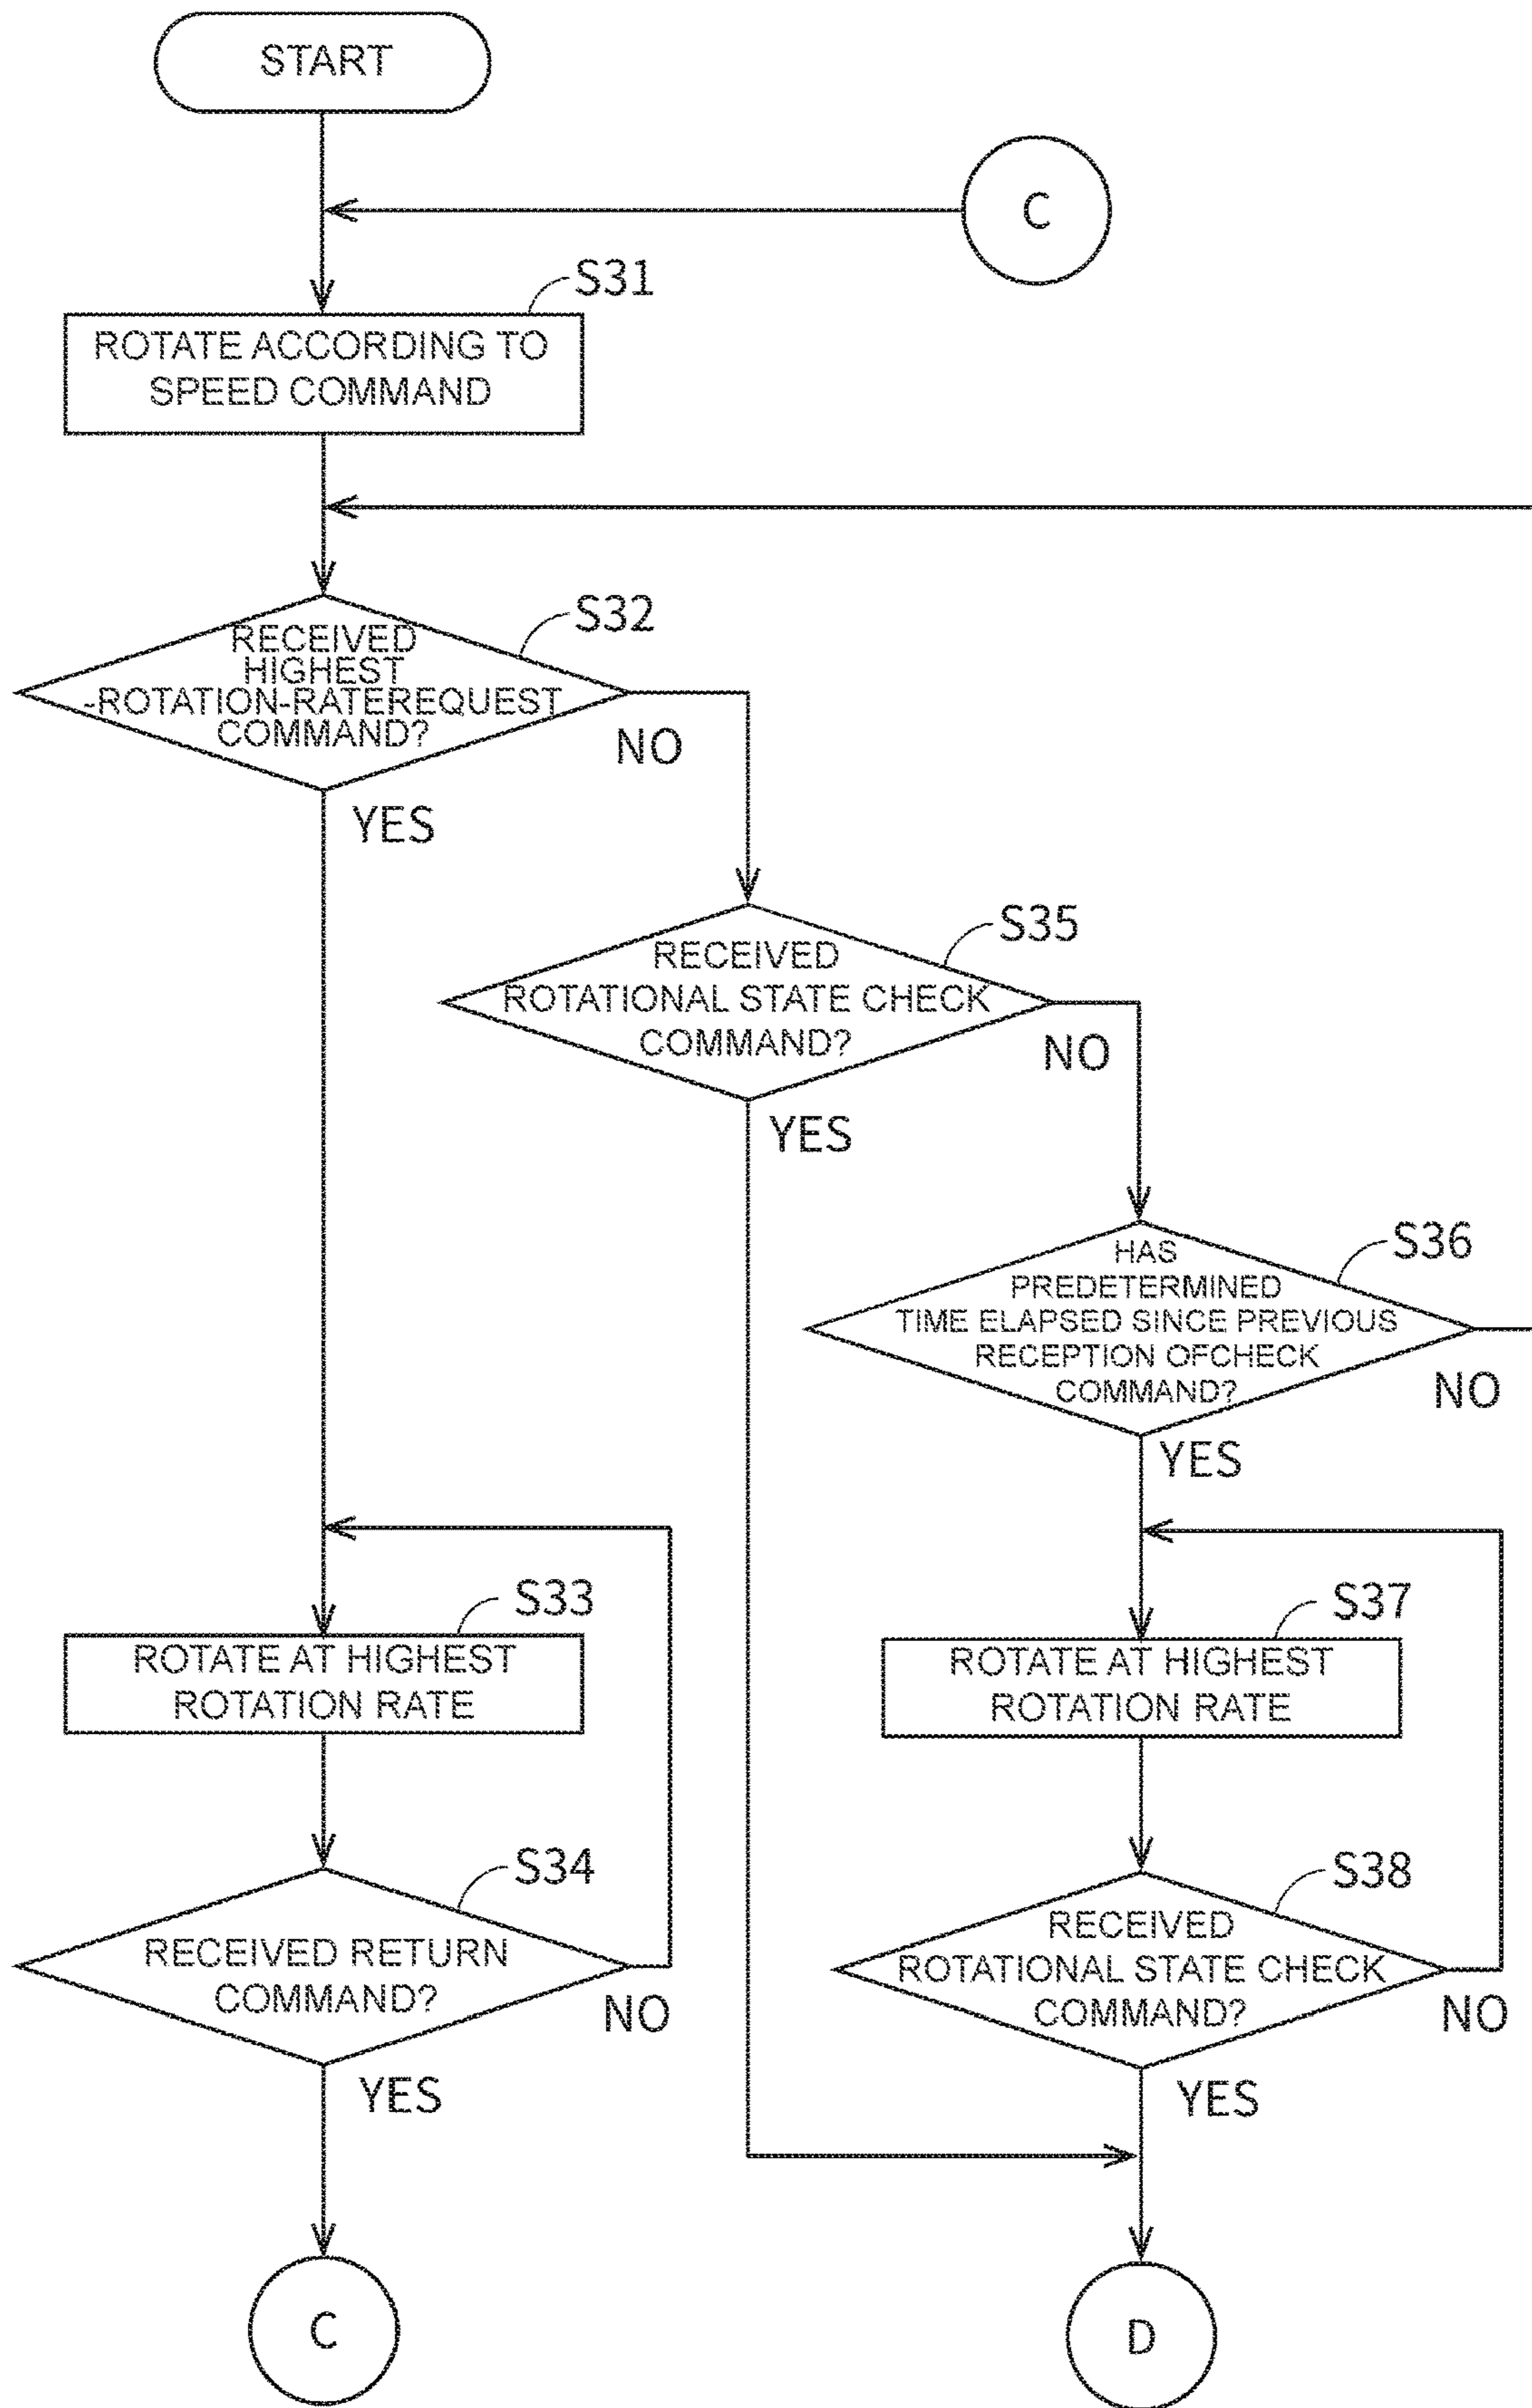 START
C
S31
ROTATE ACCORDING TO
SPEED COMMAND
S32
RECEIVED
HIGHEST
-ROTATION-RATEREQUEST
COMMAND?
NO
YES
S35
RECEIVED
ROTATIONAL STATE CHECK
COMMAND?
NO
YES
S36
HAS
PREDETERMINED
TIME ELAPSED SINCE PREVIOUS
RECEPTION OFCHECK
COMMAND?
NO
YES
S33
ROTATE AT HIGHEST
ROTATION RATE
S37
ROTATE AT HIGHEST
ROTATION RATE
S34
RECEIVED RETURN
COMMAND?
NO
YES
S38
RECEIVED
ROTATIONAL STATE CHECK
COMMAND?
NO
YES
C
D